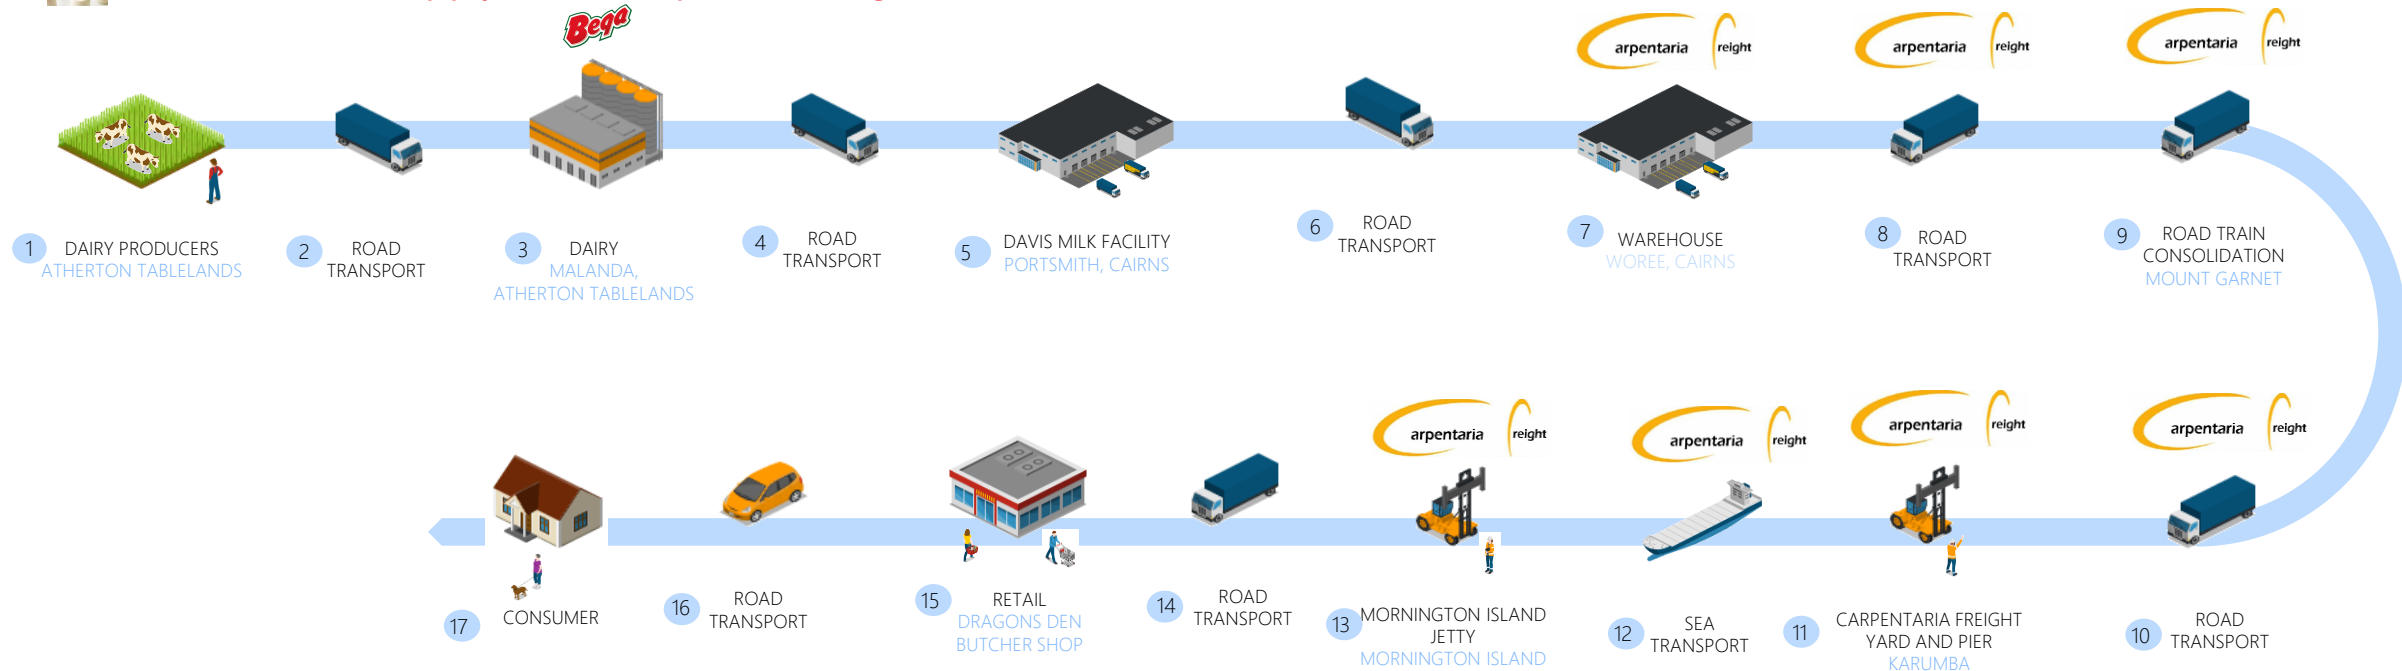 Bega
arpentaria reight
arpentaria reight
arpentaria reight
1 DAIRY PRODUCERS
ATHERTON TABLELANDS
2 ROAD
TRANSPORT
3 DAIRY
MALANDA,
ATHERTON TABLELANDS
4 ROAD
TRANSPORT
5 DAVIS MILK FACILITY
PORTSMITH, CAIRNS
6 ROAD
TRANSPORT
7 WAREHOUSE
WOREE, CAIRNS
8 ROAD
TRANSPORT
9 ROAD TRAIN
CONSOLIDATION
MOUNT GARNET
arpentaria reight
arpentaria reight
arpentaria reight
arpentaria reight
17 CONSUMER
16 ROAD
TRANSPORT
15 RETAIL
DRAGONS DEN
BUTCHER SHOP
14 ROAD
TRANSPORT
13 MORNINGTON ISLAND
JETTY
MORNINGTON ISLAND
12 SEA
TRANSPORT
11 CARPENTARIA FREIGHT
YARD AND PIER
KARUMBA
10 ROAD
TRANSPORT